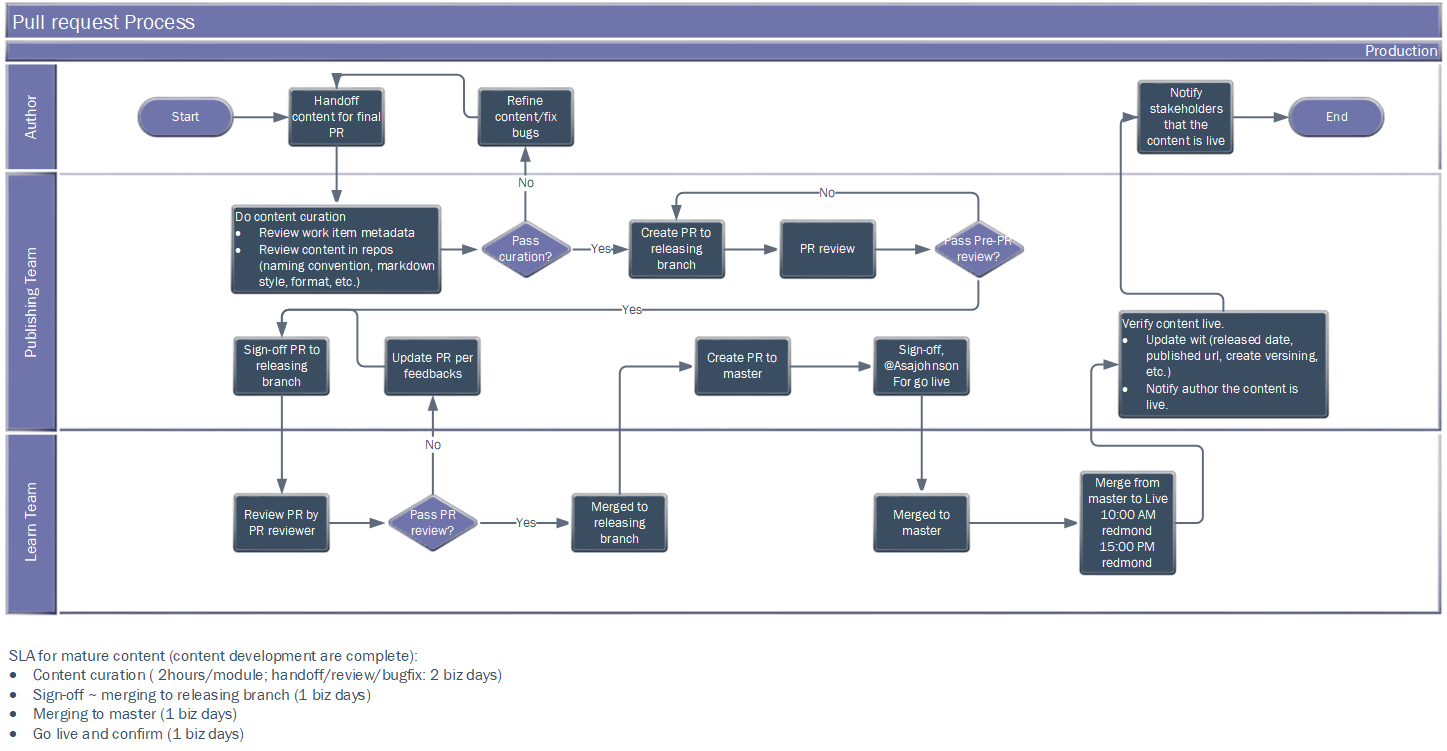 Pull request Process
Production
Author
Start
Handoff
content for final
PR
Refine
content/fix
bugs
Notify
stakeholders
that the
content is live
End
No
Publishing Team
Do content curation
• Review work item metadata
• Review content in repos
(naming convention, markdown
style, format, etc.)
Pass
curation?
Yes
Create PR to
releasing
branch
PR review
Pass Pre-PR
review?
No
Yes
Sign-off PR to
releasing
branch
Update PR per
feedbacks
Create PR to
master
Sign-off,
@Asajohnson
For go live
Verify content live.
• Update wit (released date,
published url, create versining,
etc.)
• Notify author the content is
live.
No
Learn Team
Review PR by
PR reviewer
Pass PR
review?
Yes
Merged to
releasing
branch
Merged to
master
Merge from
master to Live
10:00 AM
redmond
15:00 PM
redmond
SLA for mature content (content development are complete):
• Content curation ( 2hours/module; handoff/review/bugfix: 2 biz days)
• Sign-off ~ merging to releasing branch (1 biz days)
• Merging to master (1 biz days)
• Go live and confirm (1 biz days)